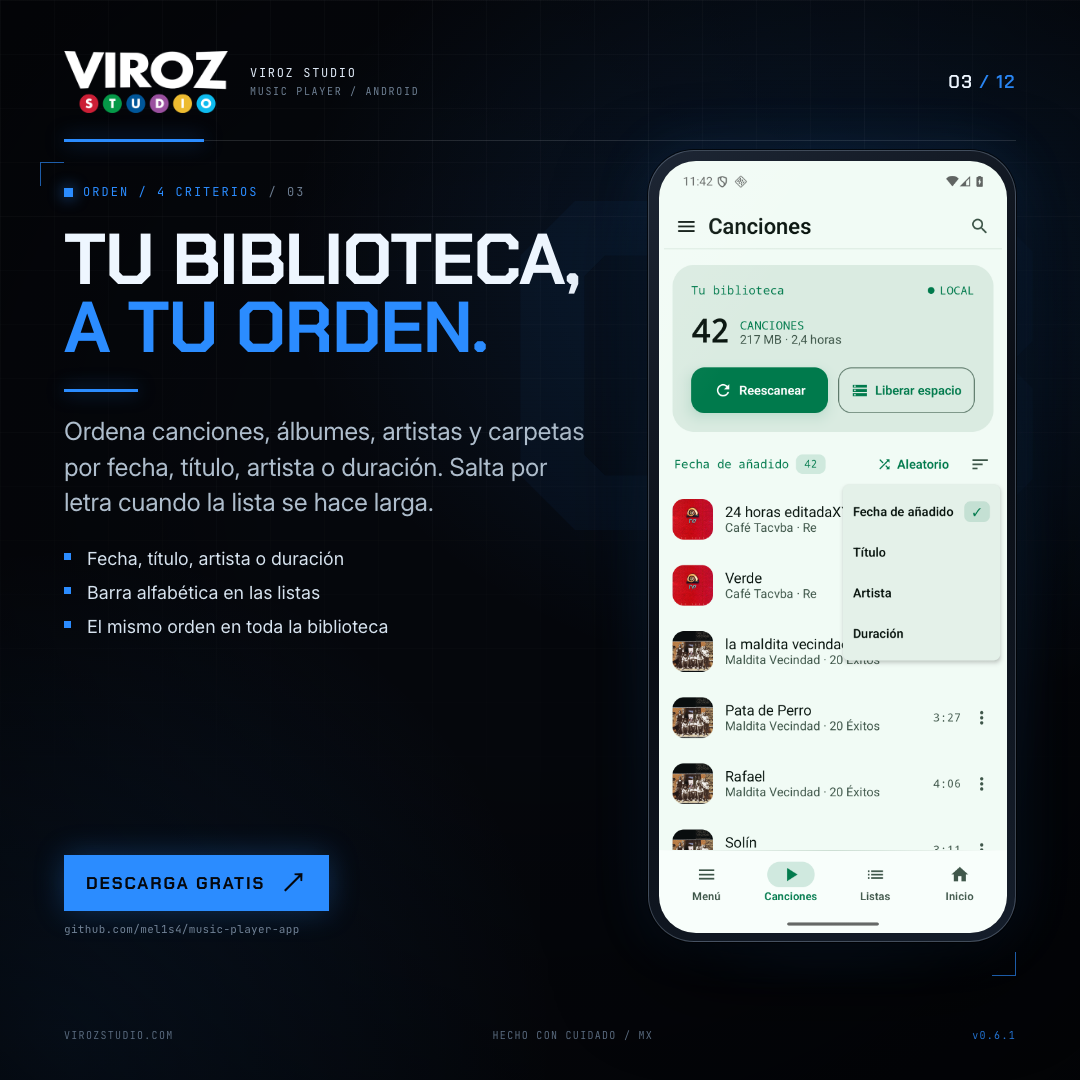 VIROZ
STUDIO
VIROZ STUDIO
MUSIC PLAYER / ANDROID
03 / 12
ORDEN / 4 CRITERIOS / 03
TU BIBLIOTECA,
A TU ORDEN.
Ordena canciones, álbumes, artistas y carpetas
por fecha, título, artista o duración. Salta por
letra cuando la lista se hace larga.
Fecha, título, artista o duración
Barra alfabética en las listas
El mismo orden en toda la biblioteca
DESCARGA GRATIS
github.com/mel1s4/music-player-app
11:42
Canciones
Tu biblioteca
LOCAL
42
CANCIONES
217 MB · 2,4 horas
Reescanear
Liberar espacio
Fecha de añadido 42
Aleatorio
Fecha de añadido ✓
Título
Artista
Duración
24 horas editada
Café Tacvba · Re
Verde
Café Tacvba · Re
la maldita vecinda
Maldita Vecindad · 20 Éxitos
Pata de Perro
Maldita Vecindad · 20 Éxitos
3:27
Rafael
Maldita Vecindad · 20 Éxitos
4:06
Solín
3:11
Menú
Canciones
Listas
Inicio
VIROZSTUDIO.COM
HECHO CON CUIDADO / MX
v0.6.1